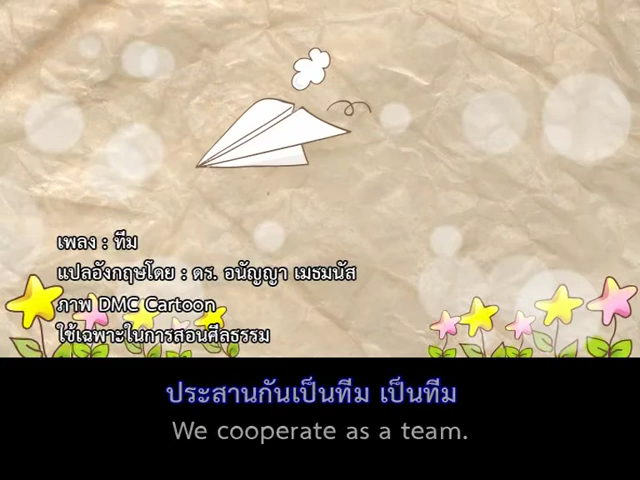 เพลง : ทีม
แปลอังกฤษโดย : ดร. อนัญญา เมธมนัส
ภาพ DMC Cartoon
ใช้เฉพาะในการสอนศีลธรรม
ประสานกันเป็นทีม เป็นทีม
We cooperate as a team.